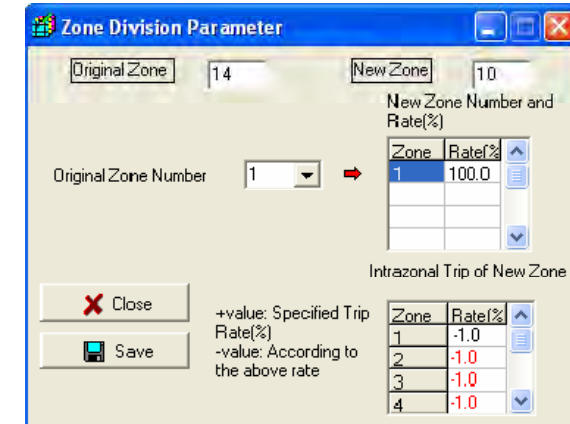 Zone Division Parameter
Original Zone 14 New Zone 10
New Zone Number and
Rate(%)
Zone Rate(%
1 100.0
Original Zone Number 1
Intrazonal Trip of New Zone
Close
Save
+value: Specified Trip
Rate(%)
-value: According to
the above rate
Zone Rate(%
1 -1.0
2 -1.0
3 -1.0
4 -1.0